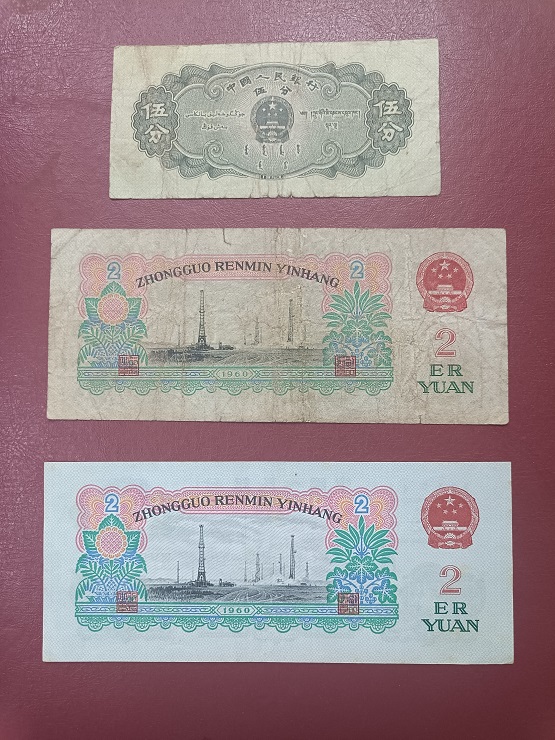 中國人民銀行
伍分
伍分
伍分
2
ZHONGGUO RENMIN YINHANG
2
1960
2
ER
YUAN
2
ZHONGGUO RENMIN YINHANG
2
1960
2
ER
YUAN